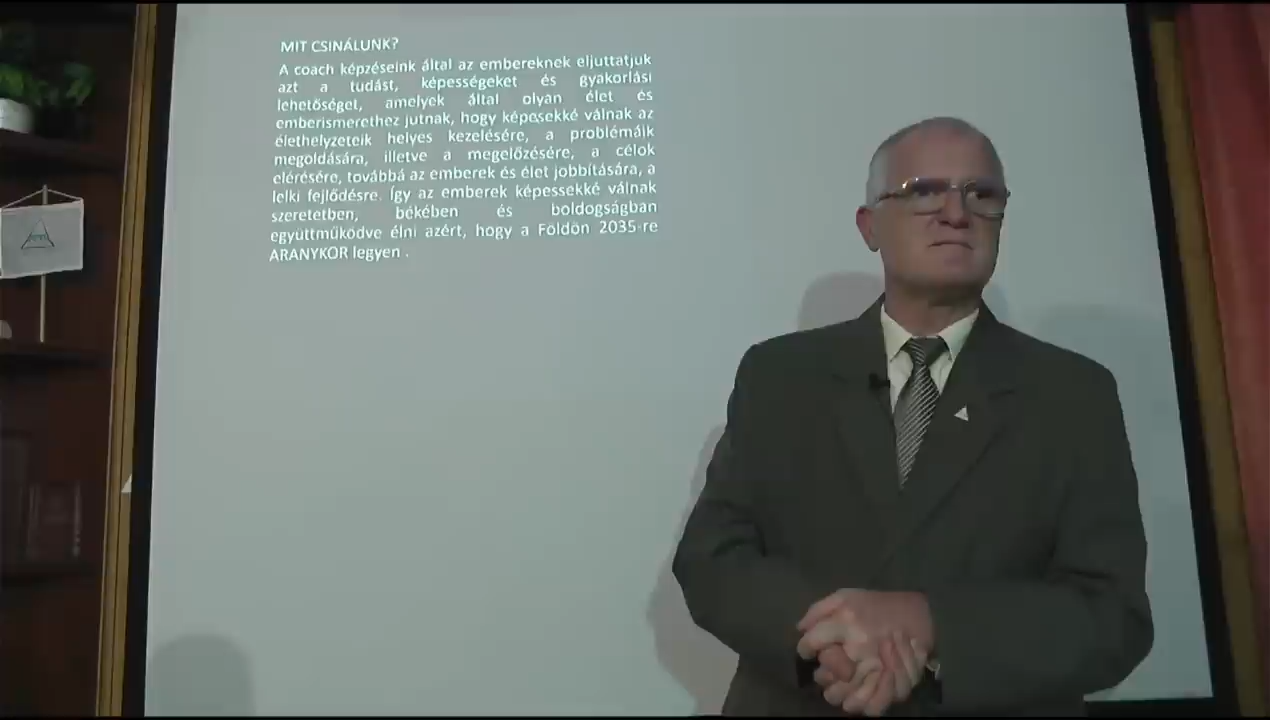 MIT CSINÁLUNK?
A coach képzéseink által az embereknek eljuttatjuk
azt a tudást, képességeket és gyakorlási
lehetőséget, amelyek által olyan élet és
emberismerethez jutnak, hogy képesekké válnak az
élethelyzeteik helyes kezelésére, a problémáik
megoldására, illetve a megelőzésére, a célok
elérésére, továbbá az emberek és élet jobbítására, a
lelki fejlődésre. Így az emberek képessekké válnak
szeretetben, békében és boldogságban
együttműködve élni azért, hogy a Földön 2035-re
ARANYKOR legyen .